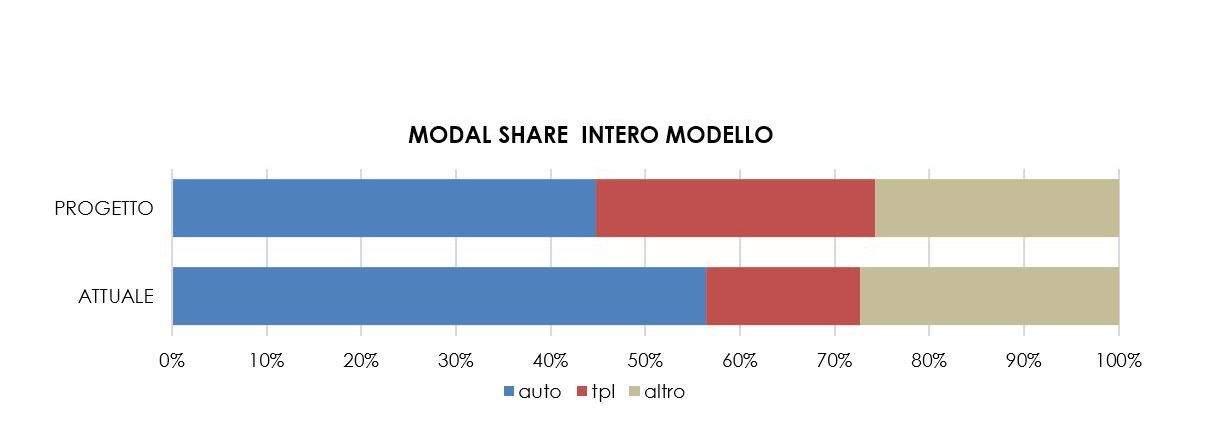 MODAL SHARE INTERO MODELLO
PROGETTO
ATTUALE
0% 10% 20% 30% 40% 50% 60% 70% 80% 90% 100%
auto tpl altro